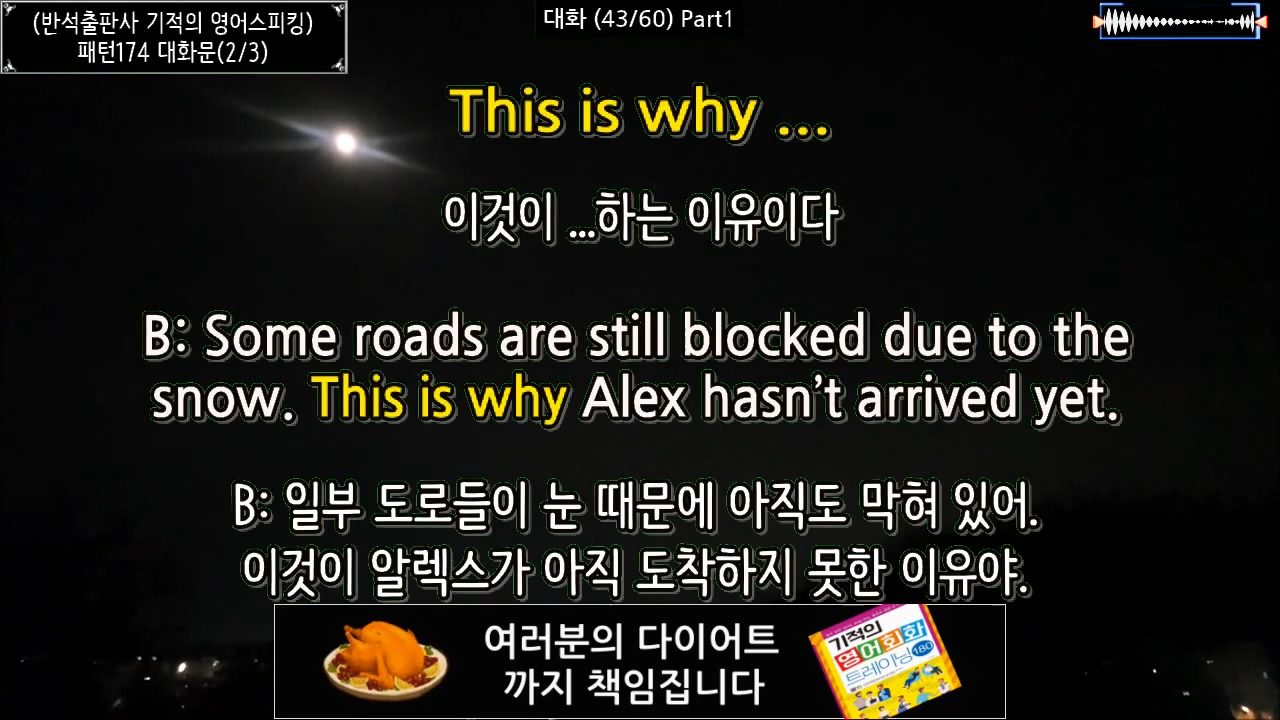 (반석출판사 기적의 영어스피킹)
패턴174 대화문(2/3)
대화 (43/60) Part1
This is why ...
이것이 ...하는 이유이다
B: Some roads are still blocked due to the
snow. This is why Alex hasn’t arrived yet.
B: 일부 도로들이 눈 때문에 아직도 막혀 있어.
이것이 알렉스가 아직 도착하지 못한 이유야.
여러분의 다이어트
까지 책임집니다
기적의
영어회화
트레이닝 180